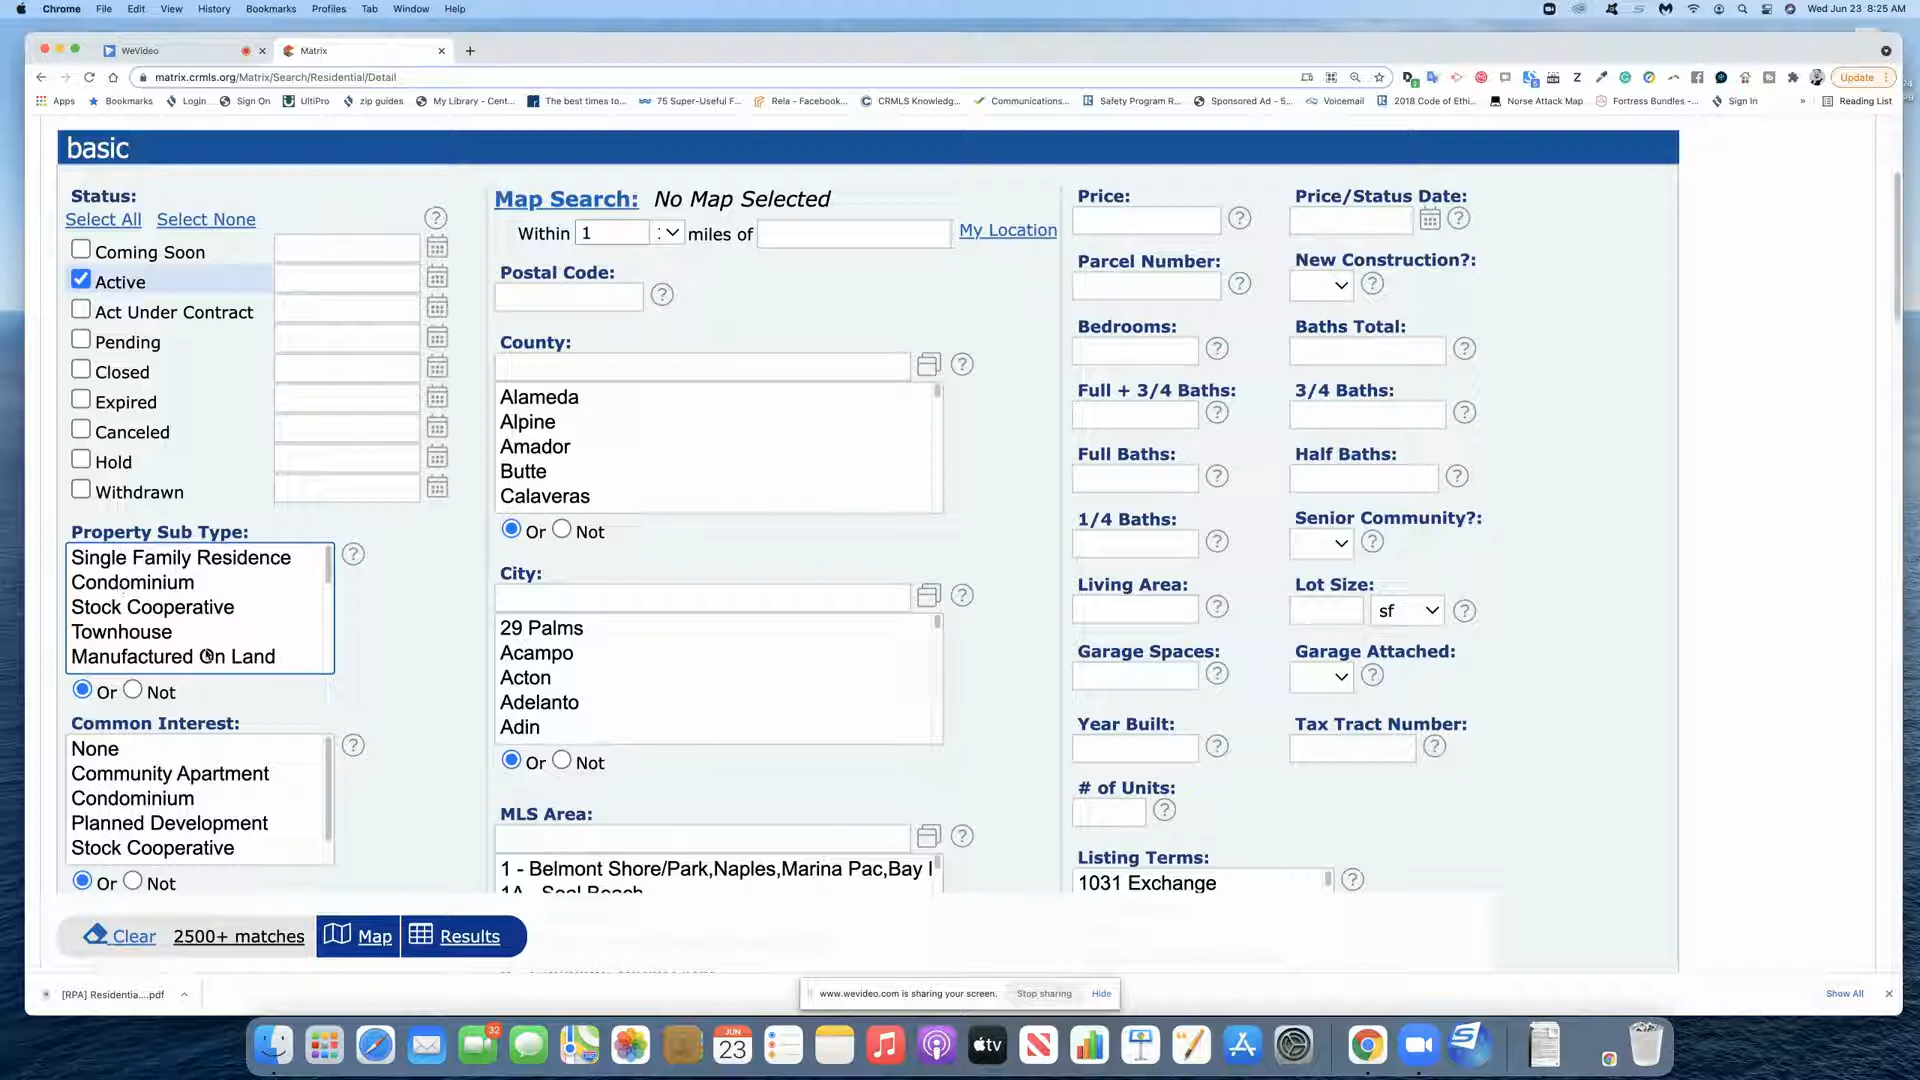 Chrome File Edit View History Bookmarks Profiles Tab Window Help Wed Jun 23 8:25 AM
WeVideo Matrix
matrix.crmls.org/Matrix/Search/Residential/Detail Update
Apps Bookmarks Login Sign On UltiPro zip guides My Library - Cent... The best times to... 75 Super-Useful F... Rela - Facebook... CRMLS Knowledg... Communications... Safety Program R... Sponsored Ad - 5... Voicemail 2018 Code of Ethi... Norse Attack Map Fortress Bundles -... Sign In » Reading List
basic
Status:
Select All Select None
Coming Soon
Active
Act Under Contract
Pending
Closed
Expired
Canceled
Hold
Withdrawn
Property Sub Type:
Single Family Residence
Condominium
Stock Cooperative
Townhouse
Manufactured On Land
Or Not
Common Interest:
None
Community Apartment
Condominium
Planned Development
Stock Cooperative
Or Not
Map Search: No Map Selected
Within 1 miles of My Location
Postal Code:
County:
Alameda
Alpine
Amador
Butte
Calaveras
Or Not
City:
29 Palms
Acampo
Acton
Adelanto
Adin
Or Not
MLS Area:
1 - Belmont Shore/Park,Naples,Marina Pac,Bay
1A - Seal Beach
Price: Price/Status Date:
Parcel Number: New Construction?:
Bedrooms: Baths Total:
Full + 3/4 Baths: 3/4 Baths:
Full Baths: Half Baths:
1/4 Baths: Senior Community?:
Living Area: Lot Size:
sf
Garage Spaces: Garage Attached:
Year Built: Tax Tract Number:
# of Units:
Listing Terms:
1031 Exchange
Clear 2500+ matches Map Results
[RPA] Residentia....pdf www.wevideo.com is sharing your screen. Stop sharing Hide Show All
32
JUN
23
tv